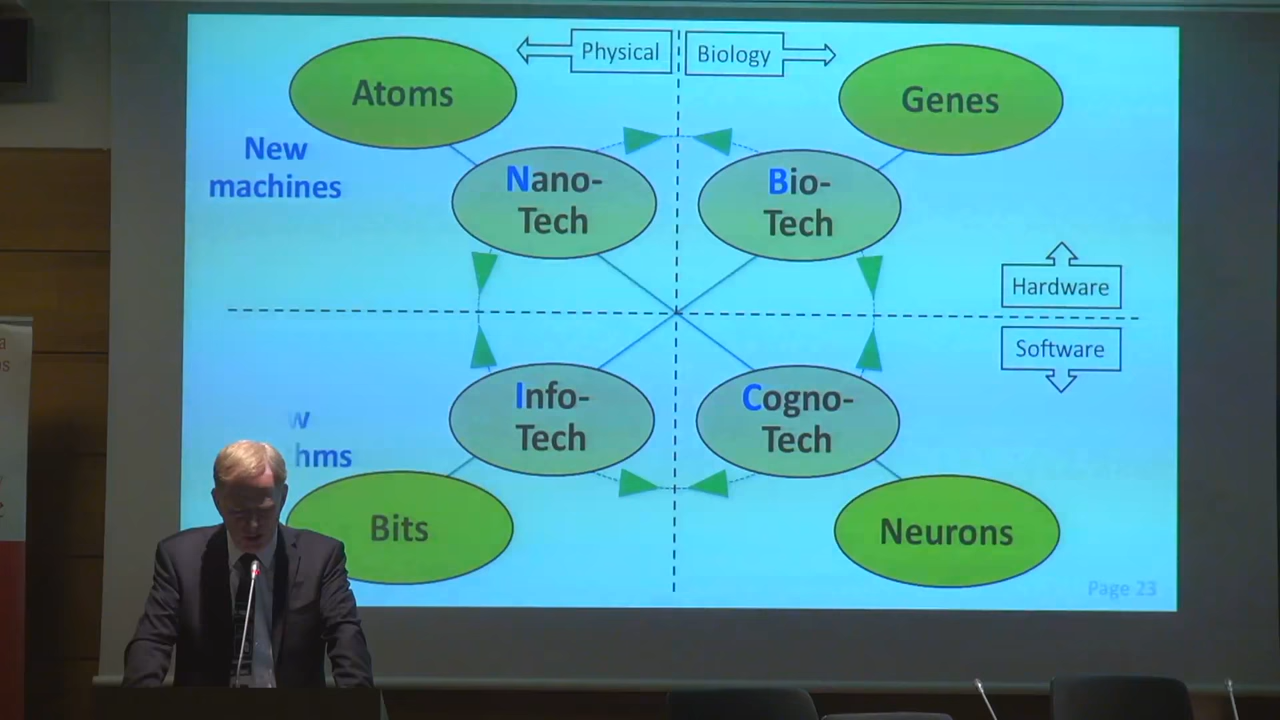 Physical
Biology
Atoms
Genes
New
machines
Nano-
Tech
Bio-
Tech
Hardware
Software
Info-
Tech
Cogno-
Tech
Bits
Neurons
Page 23